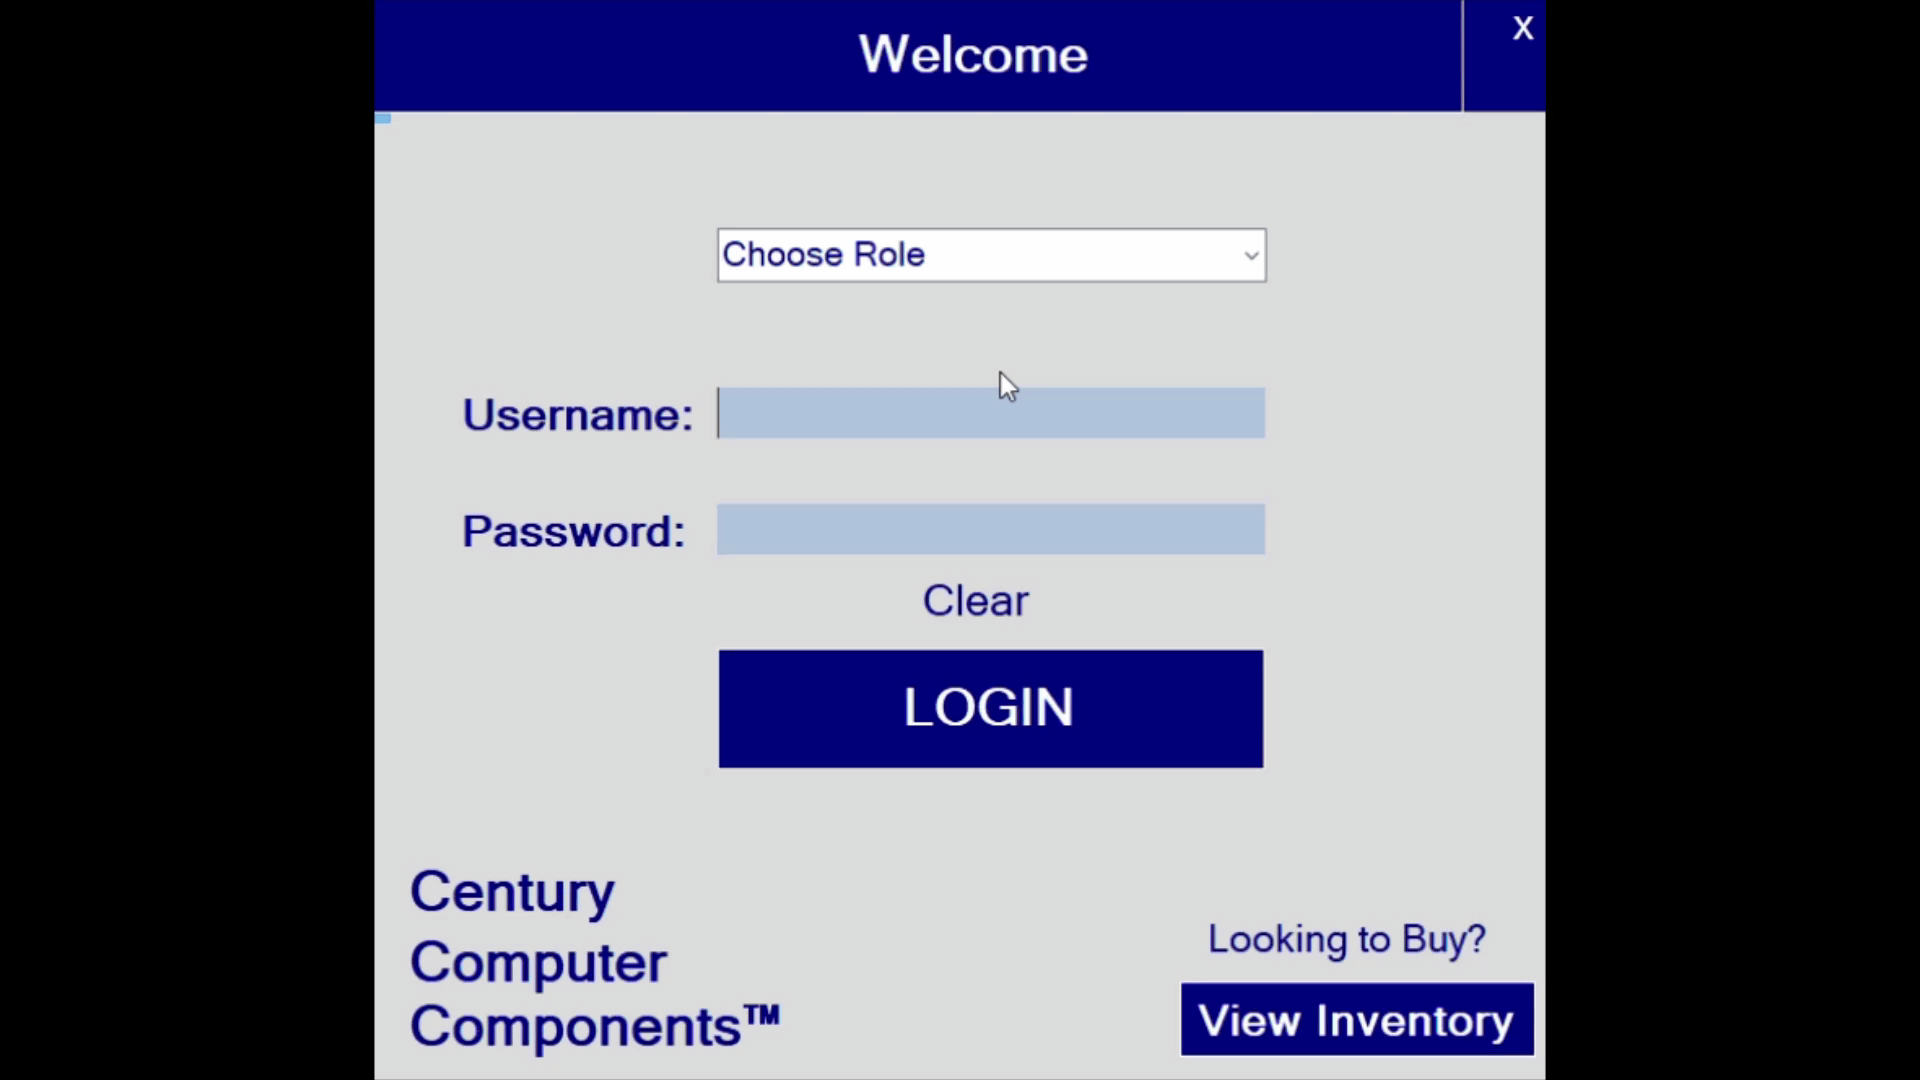 Welcome
X
Choose Role
Username:
Password:
Clear
LOGIN
Century
Computer
Components™
Looking to Buy?
View Inventory